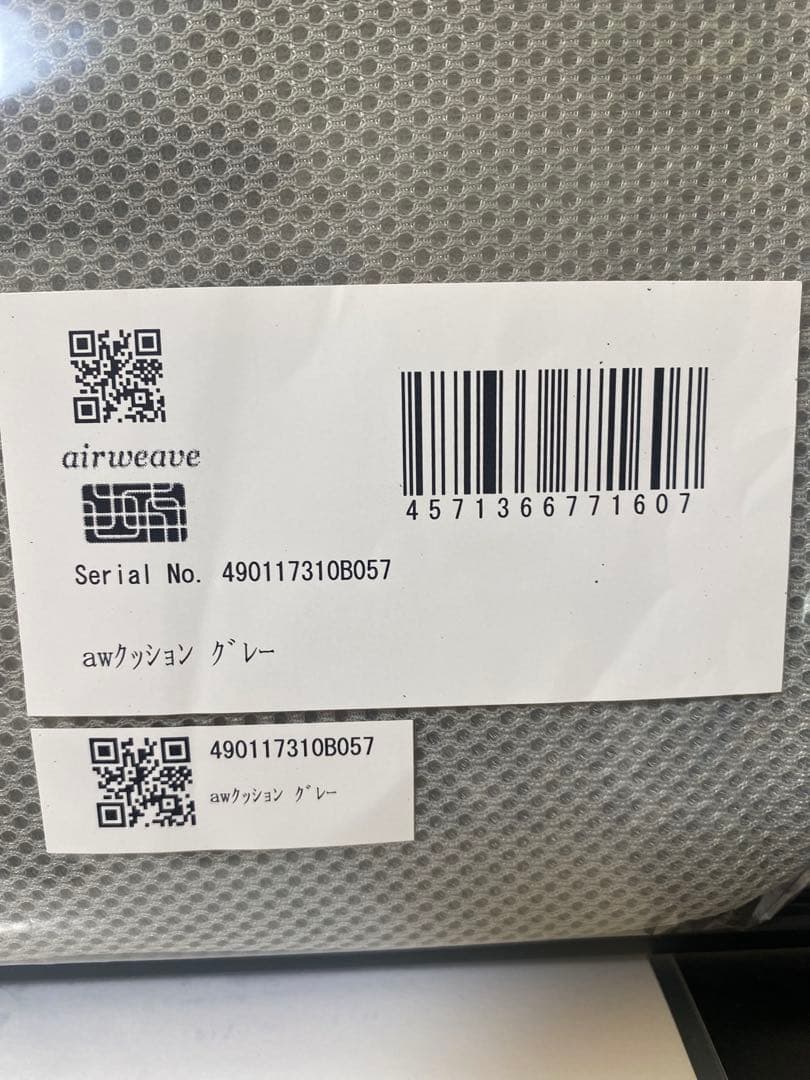 airweave
4571366771607
Serial No. 490117310B057
awｸｯｼｮﾝ ｸﾞﾚｰ
490117310B057
awｸｯｼｮﾝ ｸﾞﾚｰ